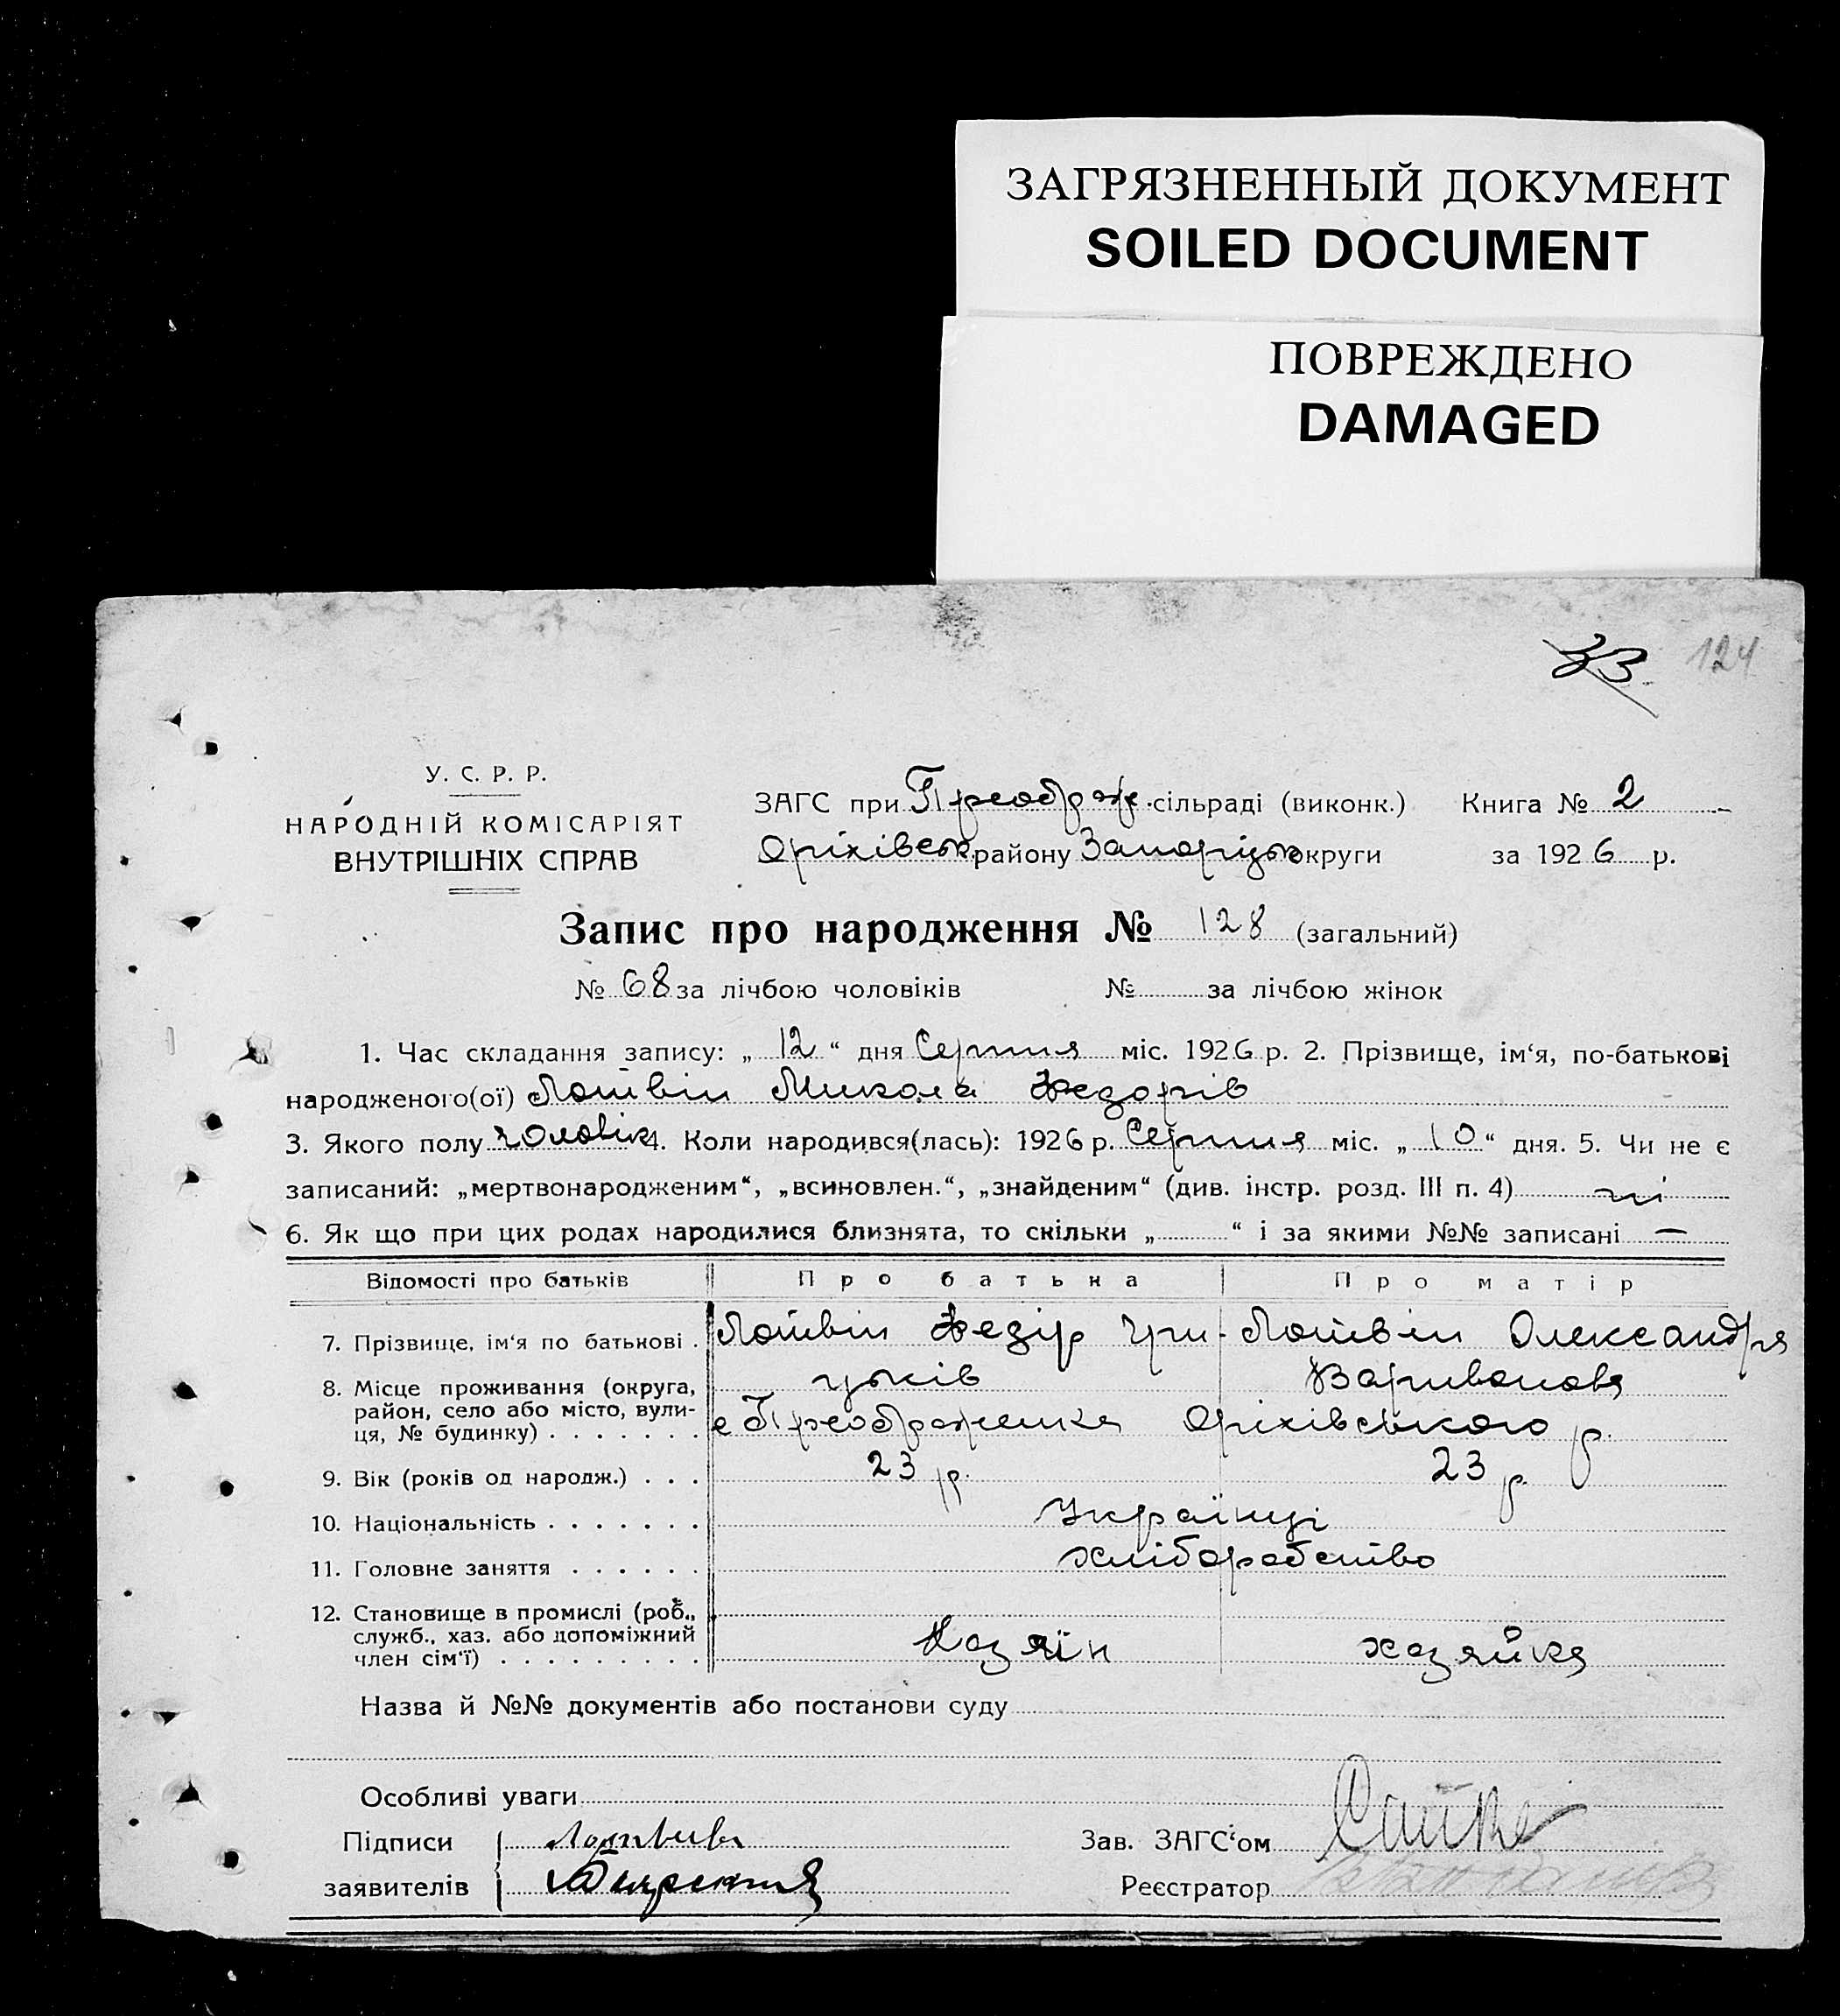 ЗАГРЯЗНЕННЫЙ ДОКУМЕНТ
SOILED DOCUMENT
ПОВРЕЖДЕНО
DAMAGED
33. 124
У. С. Р. Р.
НАРОДНІЙ КОМІСАРІЯТ
ВНУТРІШНІХ СПРАВ
ЗАГС при Преображ. сільраді (виконк.) Книга № 2
Оріхівськ району Запоріцьк округи за 1926 р.
Запис про народження № 128 (загальний)
№ 68 за лічбою чоловіків № за лічбою жінок
1. Час складання запису: „ 12 “ дня Серпня міс. 1926 р. 2. Прізвище, ім‘я, по-батькові
народженого(ої) Лотвін Микола Федорів
3. Якого полу чоловік 4. Коли народився(лась): 1926 р. Серпня міс. „ 10 “ дня. 5. Чи не є
записаний: „мертвонародженим“, „всиновлен.“, „знайденим“ (див. інстр. розд. III п. 4) ні
6. Як що при цих родах народилися близнята, то скільки „ “ і за якими №№ записані —
Відомості про батьків Про батька Про матір
7. Прізвище, ім‘я по батькові . Лотвін Федір Гри- Лотвін Олександра
цьків Вариванова
8. Місце проживання (округа,
район, село або місто, вули-
ця, № будинку) . . . . . . . с Преображенка Оріхівського р.
9. Вік (років од народж.) . . . 23 р. 23 р.
10. Національність . . . . . . . Українці
11. Головне заняття . . . . . . хліборобство
12. Становище в промислі (роб.,
служб., хаз. або допоміжний
член сім‘ї) . . . . . . . . . Хазяїн хазяйка
Назва й №№ документів або постанови суду
Особливі уваги
Підписи
заявителів
Зав. ЗАГС‘ом
Реєстратор